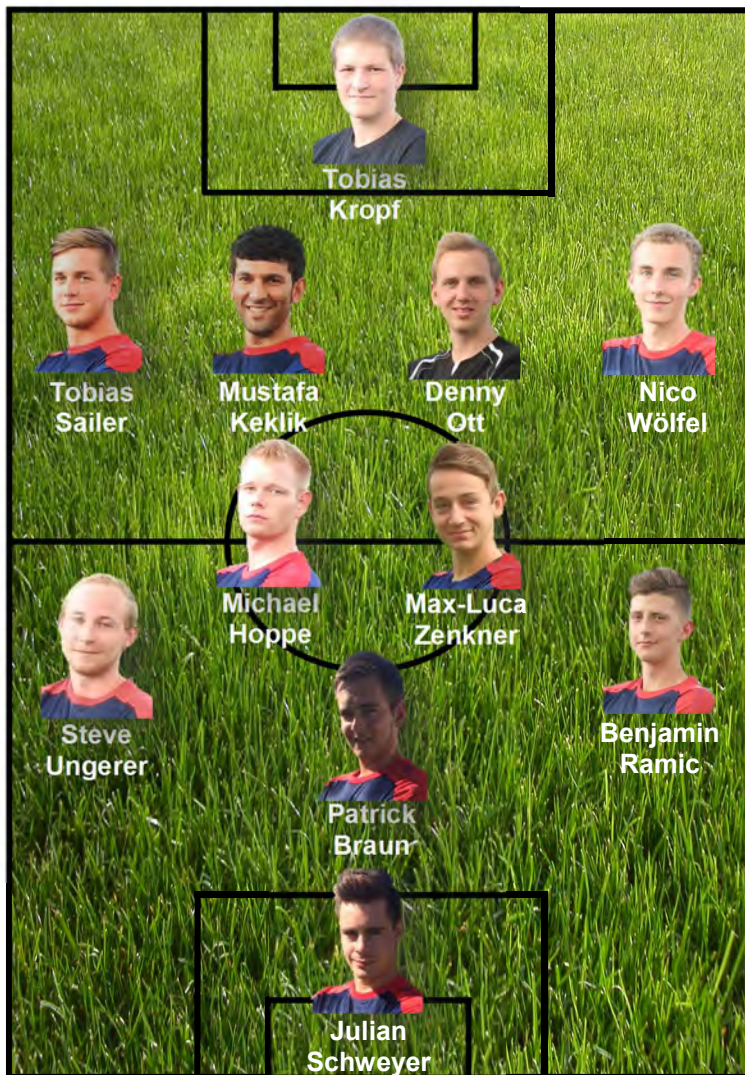 Tobias
Kropf
Tobias
Sailer
Mustafa
Keklik
Denny
Ott
Nico
Wölfel
Michael
Hoppe
Max-Luca
Zenkner
Steve
Ungerer
Benjamin
Ramic
Patrick
Braun
Julian
Schweyer